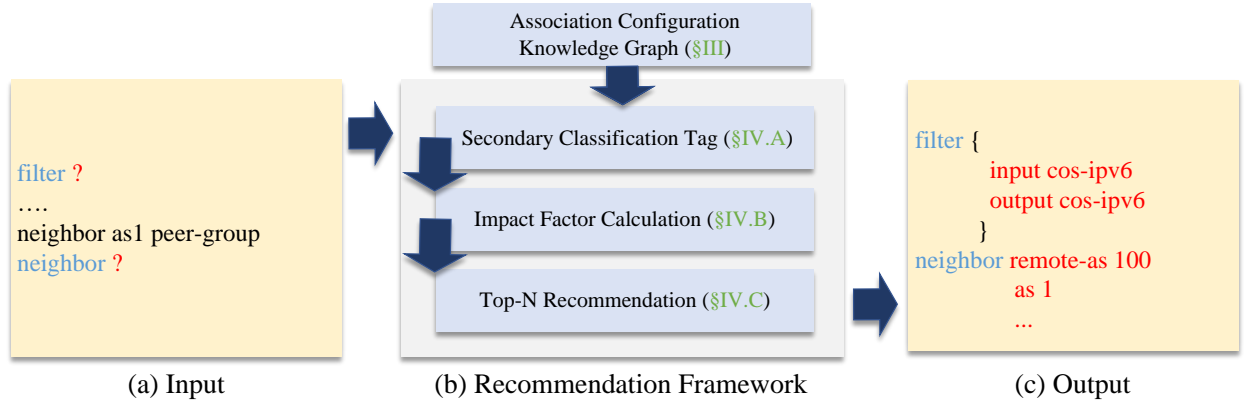 Association Configuration
Knowledge Graph (§III)
filter ?
….
neighbor as1 peer-group
neighbor ?
Secondary Classification Tag (§IV.A)
Impact Factor Calculation (§IV.B)
Top-N Recommendation (§IV.C)
filter {
input cos-ipv6
output cos-ipv6
}
neighbor remote-as 100
as 1
...
(a) Input
(b) Recommendation Framework
(c) Output